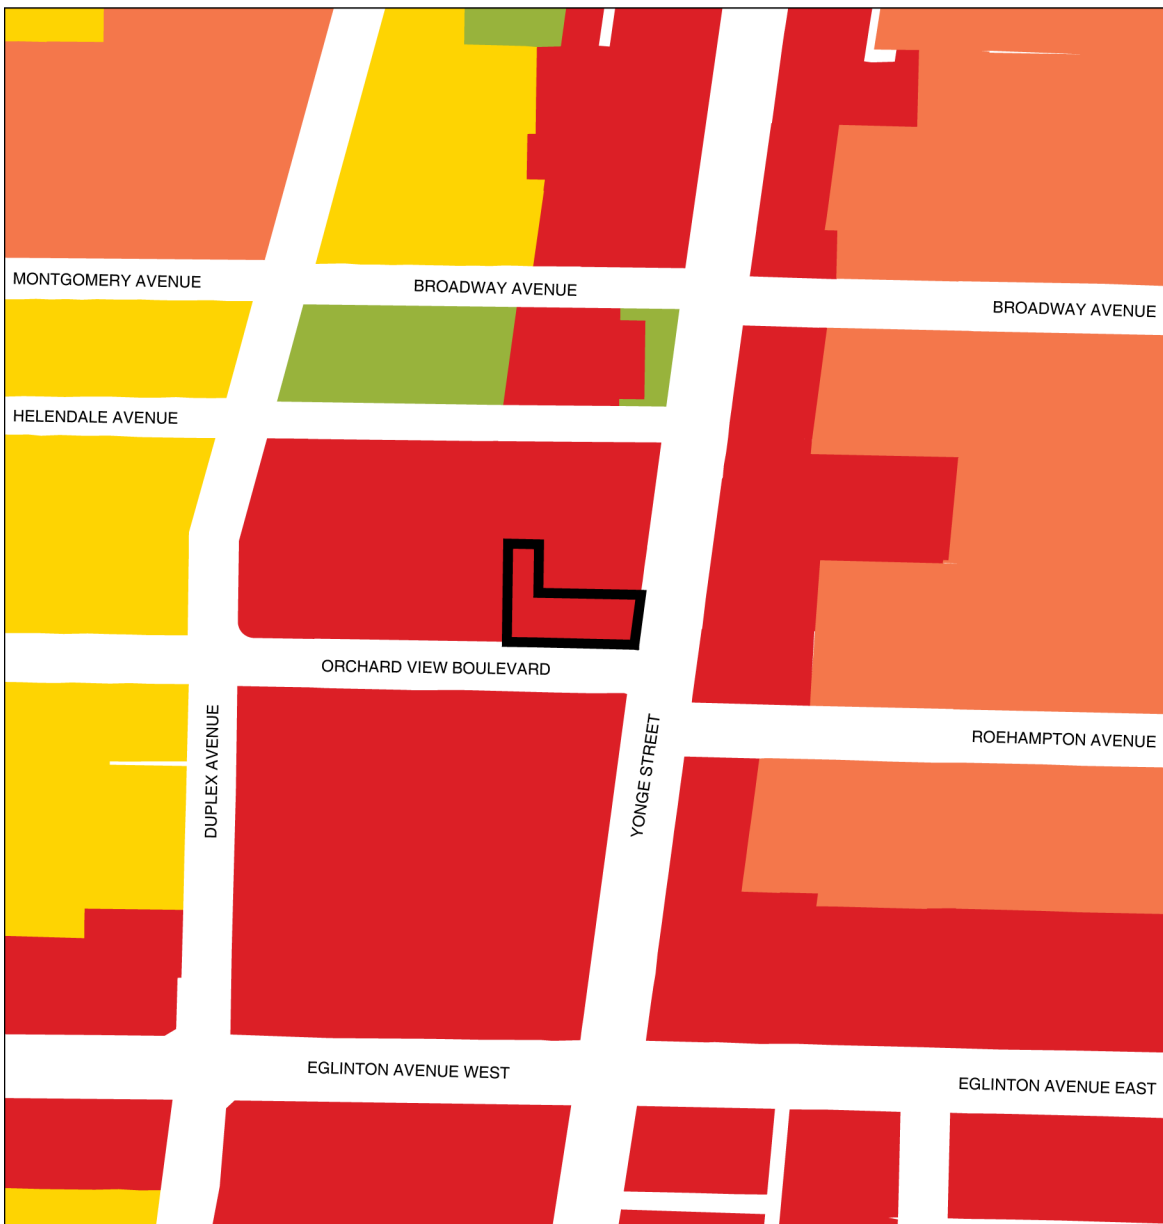 MONTGOMERY AVENUE
BROADWAY AVENUE
BROADWAY AVENUE
HELENDALE AVENUE
ORCHARD VIEW BOULEVARD
DUPLEX AVENUE
YONGE STREET
ROEHAMPTON AVENUE
EGLINTON AVENUE WEST
EGLINTON AVENUE EAST